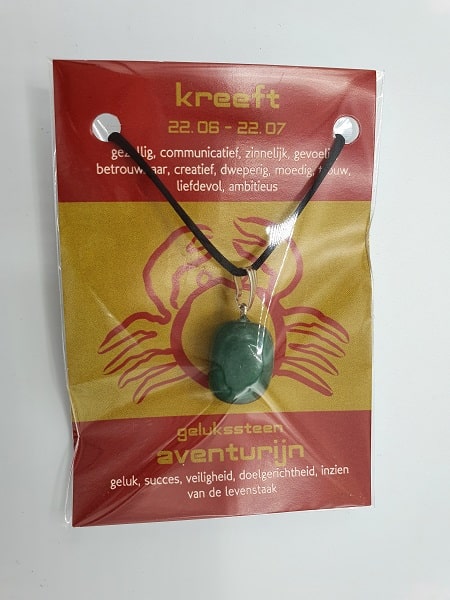 kreeft
22.06 - 22.07
communicatief, zinnelijk,
creatief, dweperig, moedig,
liefdevol, ambitieus
gelukssteen
aventurijn
geluk, succes, veiligheid, doelgerichtheid, inzien
van de levenstaak